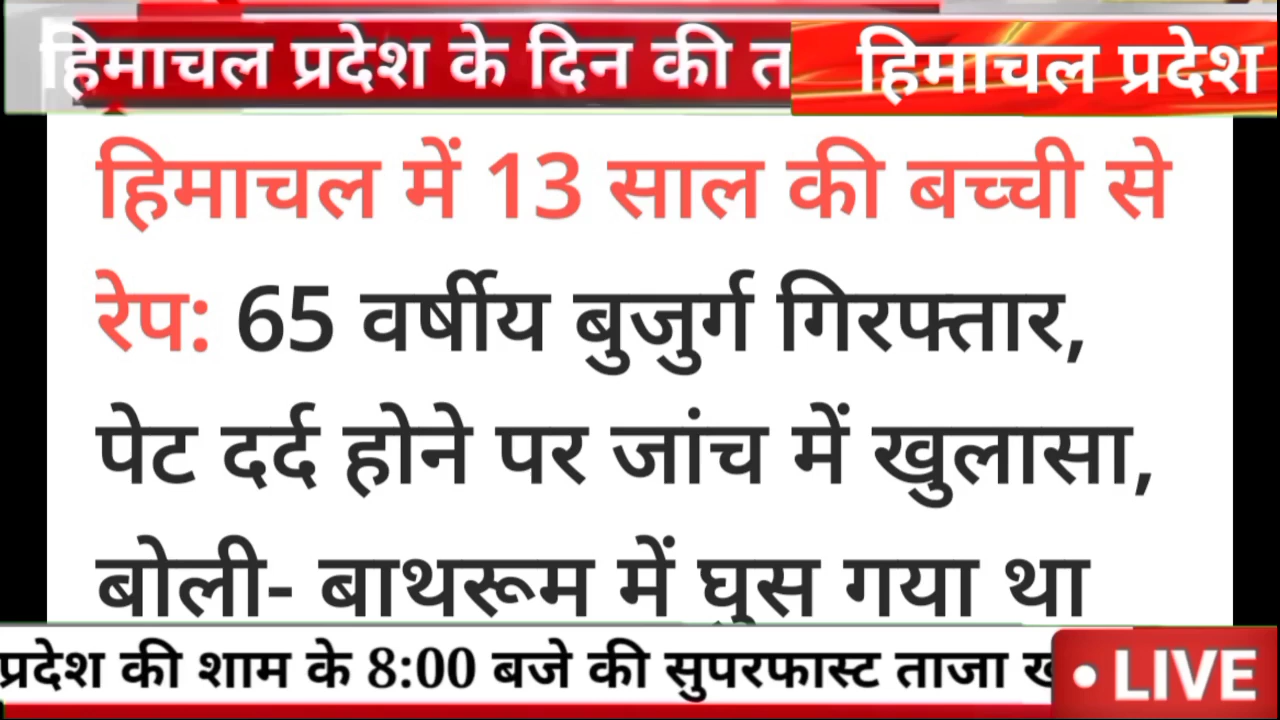 हिमाचल प्रदेश के दिन की त
हिमाचल प्रदेश
हिमाचल में 13 साल की बच्ची से
रेप: 65 वर्षीय बुजुर्ग गिरफ्तार,
पेट दर्द होने पर जांच में खुलासा,
बोली- बाथरूम में घुस गया था
प्रदेश की शाम के 8:00 बजे की सुपरफास्ट ताजा ख
• LIVE